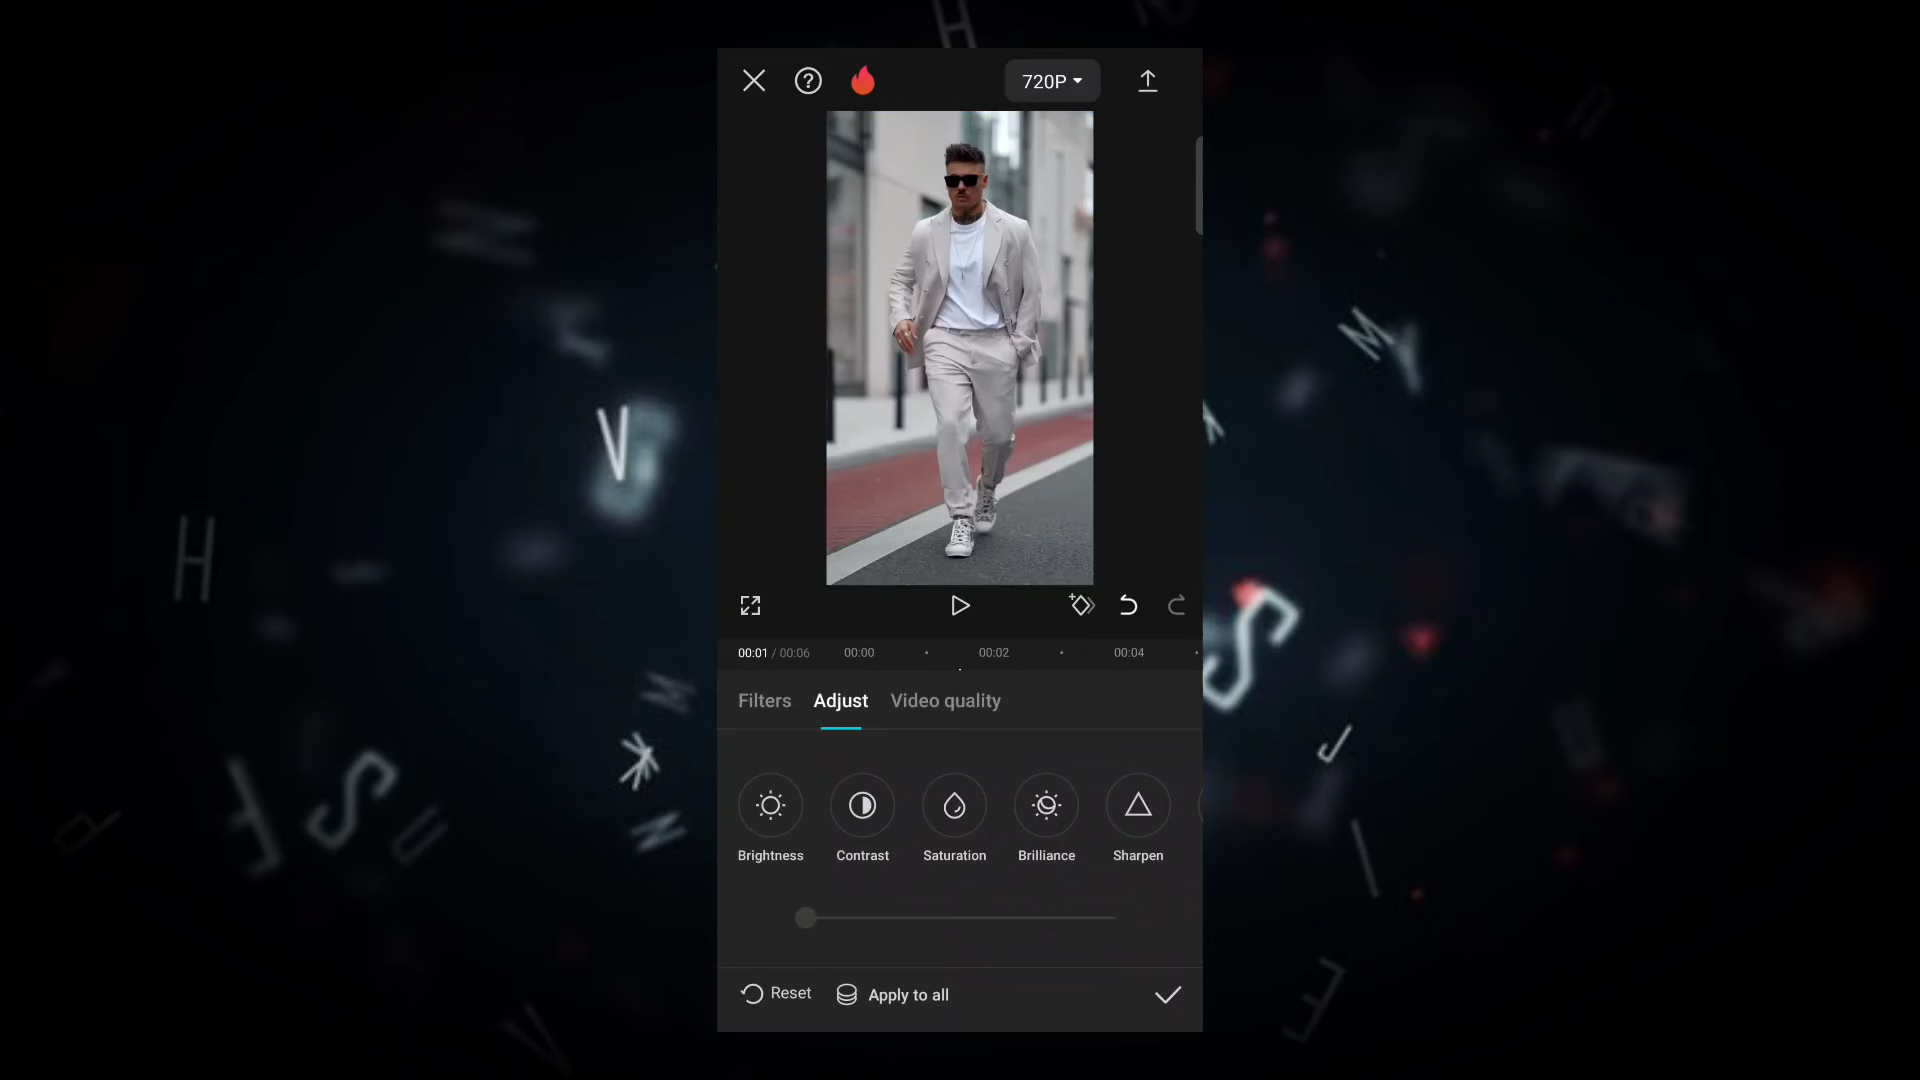 720P
00:01 / 00:06 00:00 00:02 00:04
Filters Adjust Video quality
Brightness Contrast Saturation Brilliance Sharpen
Reset Apply to all
H
M
Y
V
S
M
Y
H
S
M
J
F
S
U
N
E
V